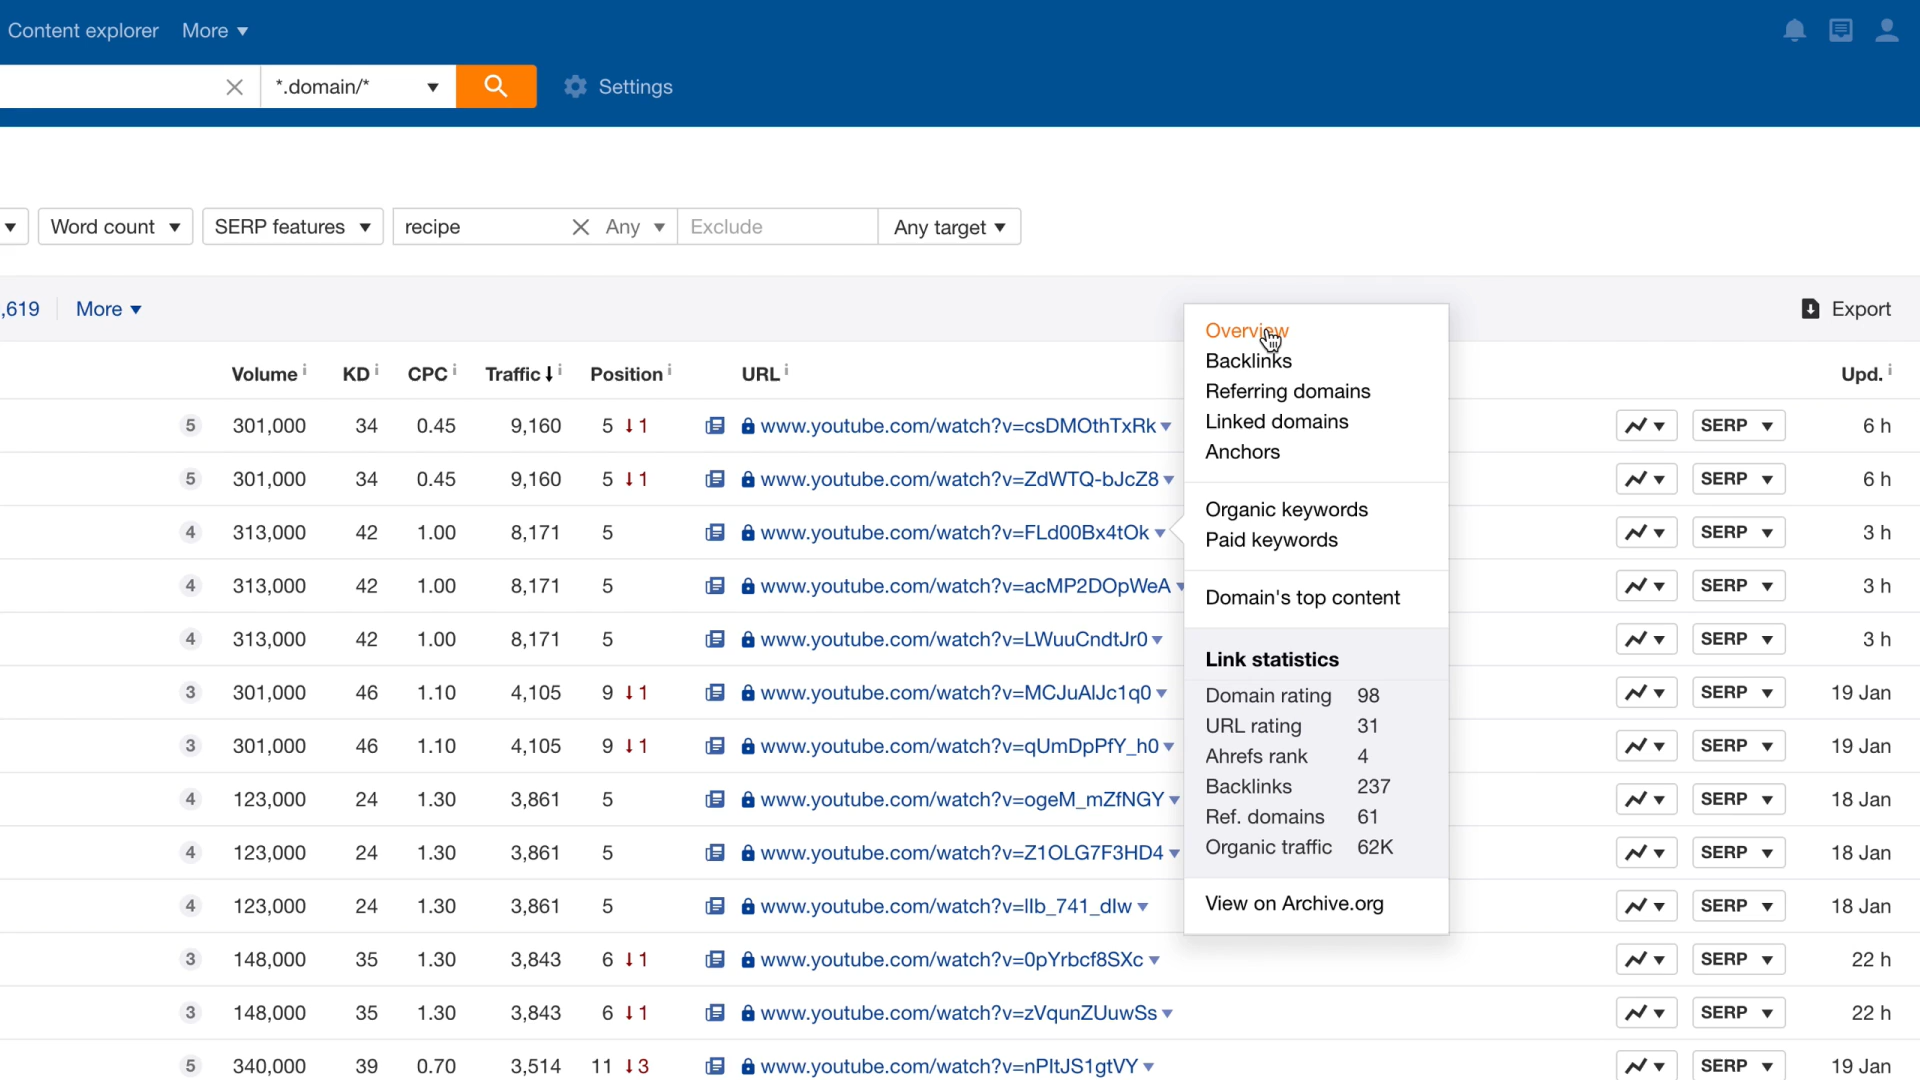 Content explorer More
*.domain/* Settings
Word count SERP features recipe Any Exclude Any target
,619 More Export
Volume i KD i CPC i Traffic i Position i URL i Upd. i
5 301,000 34 0.45 9,160 5 ↓1 www.youtube.com/watch?v=csDMOthTxRk SERP 6 h
5 301,000 34 0.45 9,160 5 ↓1 www.youtube.com/watch?v=ZdWTQ-bJcZ8 SERP 6 h
4 313,000 42 1.00 8,171 5 www.youtube.com/watch?v=FLd00Bx4tOk SERP 3 h
4 313,000 42 1.00 8,171 5 www.youtube.com/watch?v=acMP2DOpWeA SERP 3 h
4 313,000 42 1.00 8,171 5 www.youtube.com/watch?v=LWuuCndtJr0 SERP 3 h
3 301,000 46 1.10 4,105 9 ↓1 www.youtube.com/watch?v=MCJuAlJc1q0 SERP 19 Jan
3 301,000 46 1.10 4,105 9 ↓1 www.youtube.com/watch?v=qUmDpPfY_h0 SERP 19 Jan
4 123,000 24 1.30 3,861 5 www.youtube.com/watch?v=ogeM_mZfNGY SERP 18 Jan
4 123,000 24 1.30 3,861 5 www.youtube.com/watch?v=Z1OLG7F3HD4 SERP 18 Jan
4 123,000 24 1.30 3,861 5 www.youtube.com/watch?v=lIb_741_dIw SERP 18 Jan
3 148,000 35 1.30 3,843 6 ↓1 www.youtube.com/watch?v=0pYrbcf8SXc SERP 22 h
3 148,000 35 1.30 3,843 6 ↓1 www.youtube.com/watch?v=zVqunZUuwSs SERP 22 h
5 340,000 39 0.70 3,514 11 ↓3 www.youtube.com/watch?v=nPItJS1gtVY SERP 19 Jan
Overview
Backlinks
Referring domains
Linked domains
Anchors
Organic keywords
Paid keywords
Domain's top content
Link statistics
Domain rating 98
URL rating 31
Ahrefs rank 4
Backlinks 237
Ref. domains 61
Organic traffic 62K
View on Archive.org